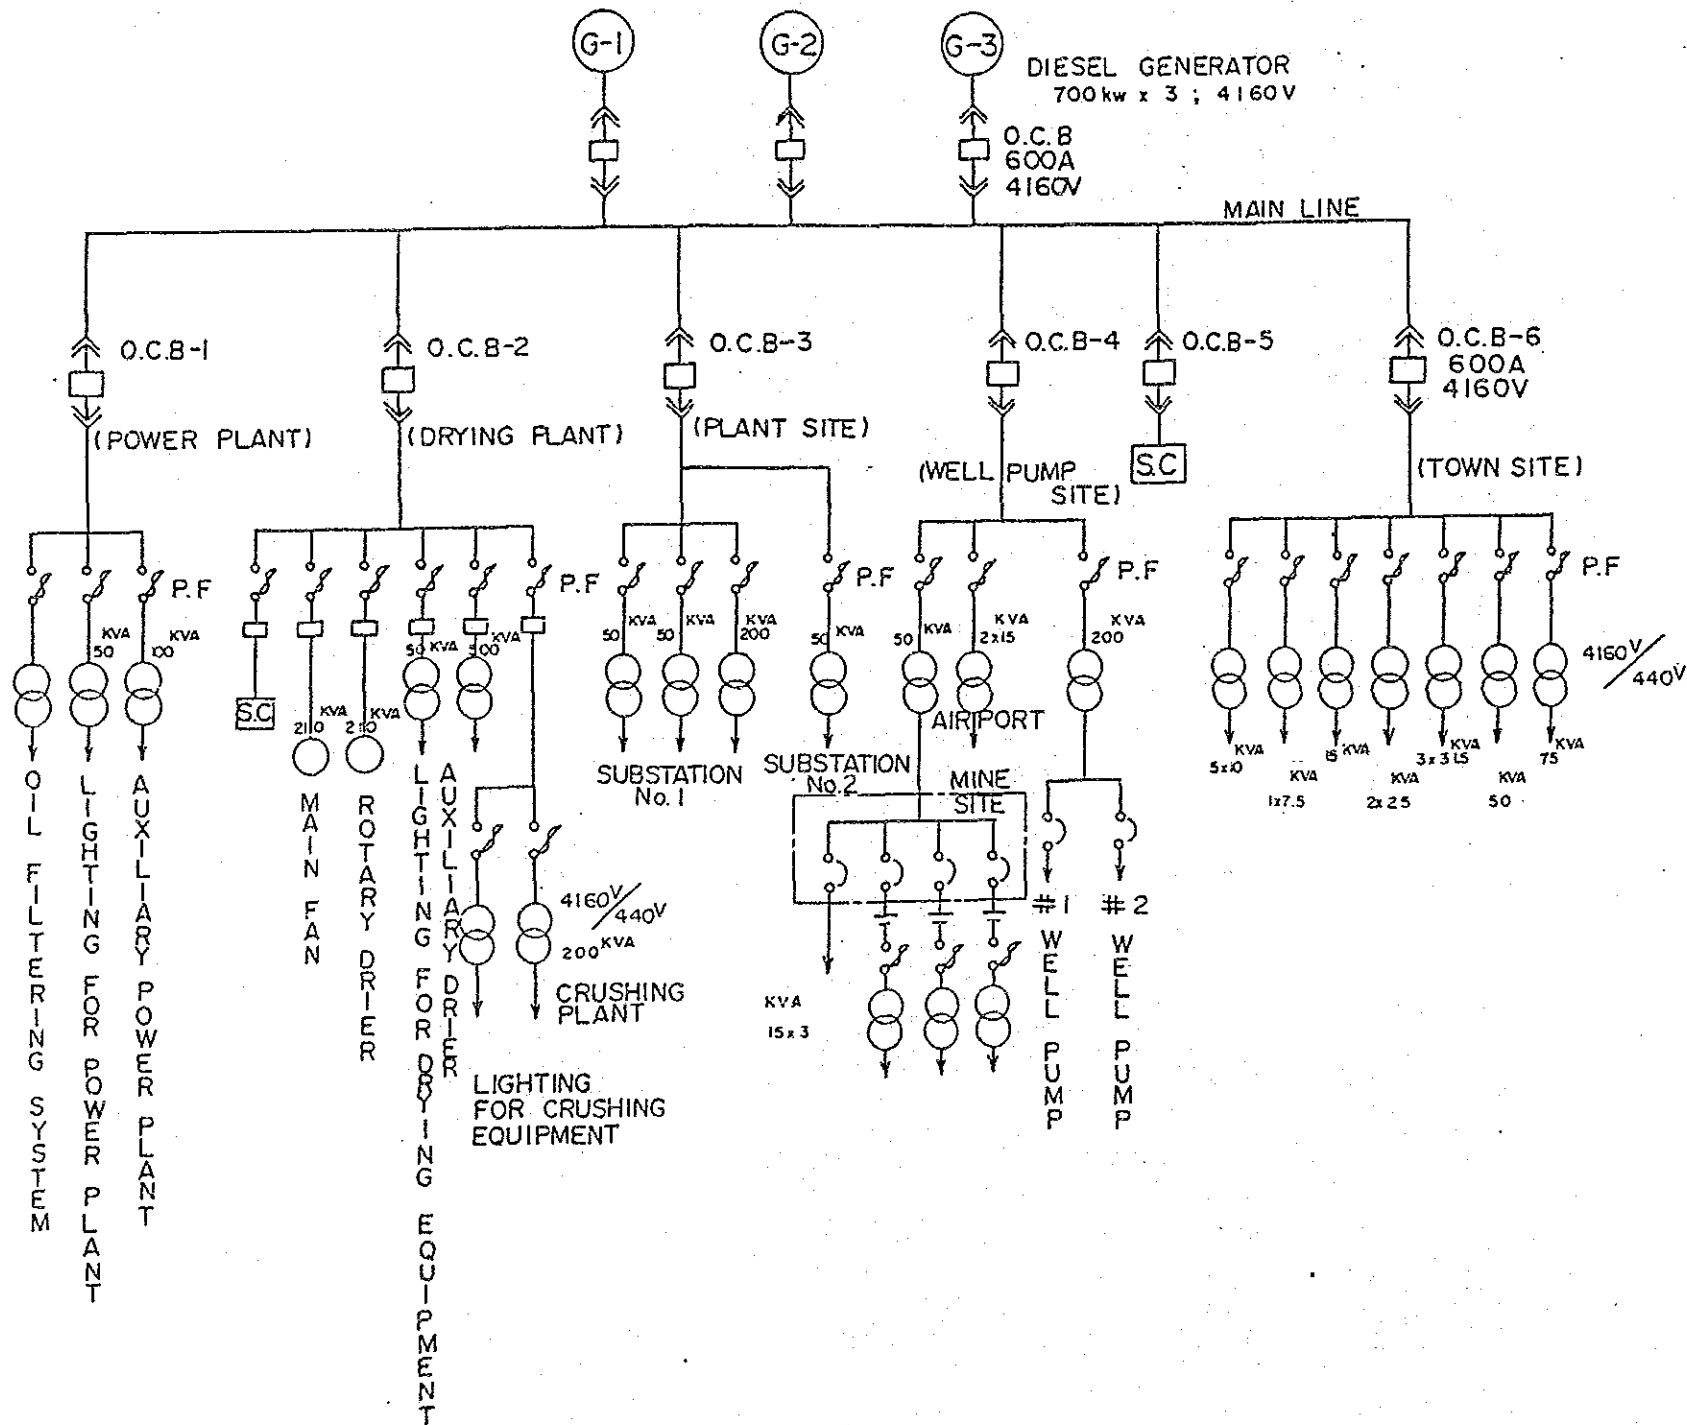 G-1
G-2
G-3
DIESEL GENERATOR
700kw x 3 ; 4160V
O.C.B
600A
4160V
MAIN LINE
O.C.B-1
O.C.B-2
O.C.B-3
O.C.B-4
O.C.B-5
O.C.B-6
600A
4160V
(POWER PLANT)
(DRYING PLANT)
(PLANT SITE)
(WELL PUMP
SITE)
S.C
(TOWN SITE)
P.F
P.F
P.F
P.F
P.F
50 KVA
100 KVA
50 KVA
KVA
50
50
KVA
200
50 KVA
50 KVA
KVA
2x15
200 KVA
4160V/440V
S.C
210 KVA
KVA
AIRPORT
SUBSTATION
No. 1
SUBSTATION
No. 2
MINE
SITE
5x10 KVA
KVA
1x7.5
15 KVA
KVA
2x25
KVA
KVA
50
75 KVA
OIL FILTERING SYSTEM
LIGHTING FOR POWER PLANT
AUXILIARY POWER PLANT
MAIN FAN
ROTARY DRIER
LIGHTING FOR DRYING EQUIPMENT
AUXILIARY DRIER
4160V/440V
200 KVA
CRUSHING
PLANT
LIGHTING
FOR CRUSHING
EQUIPMENT
KVA
15x3
#1 WELL PUMP
#2 WELL PUMP